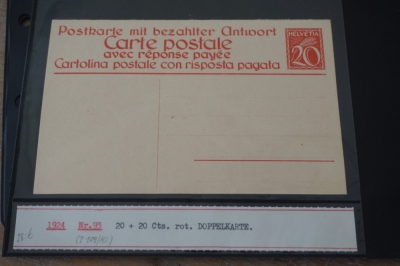 Postkarte mit bezahlter Antwort
Carte postale
avec réponse payée
Cartolina postale con risposta pagata
HELVETIA
20
1924 Nr.93 20 + 20 Cts. rot. DOPPELKARTE.